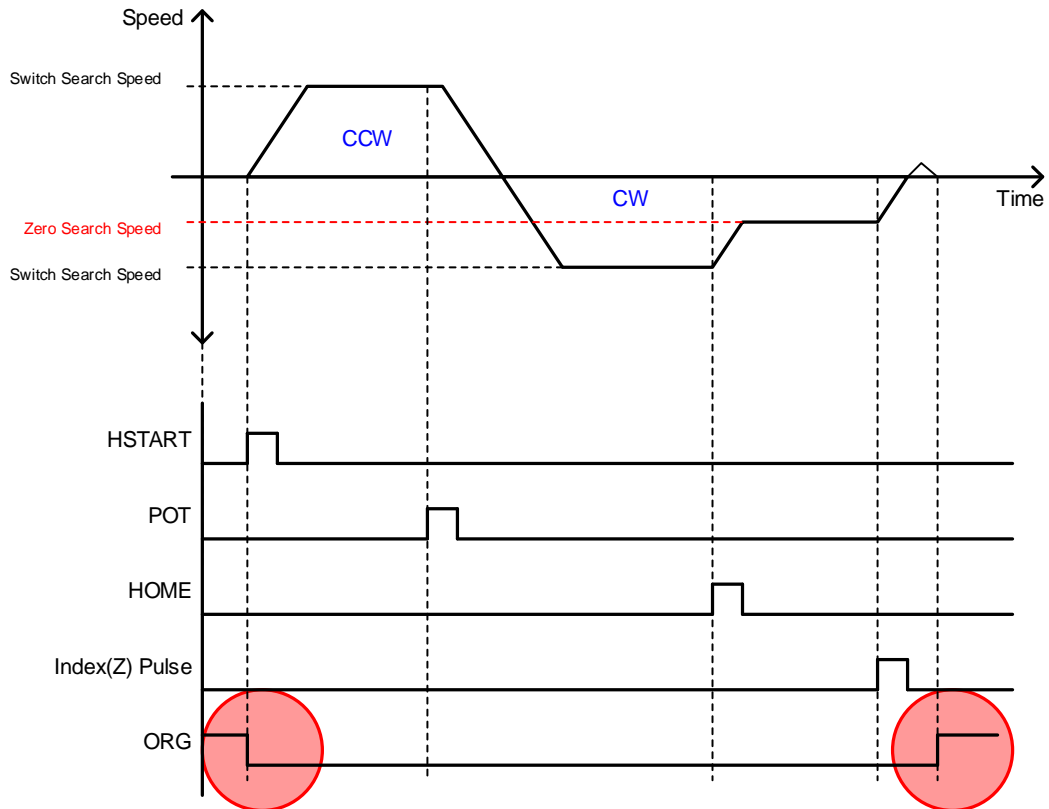 Speed
Switch Search Speed
CCW
CW
Time
Zero Search Speed
Switch Search Speed
HSTART
POT
HOME
Index(Z) Pulse
ORG